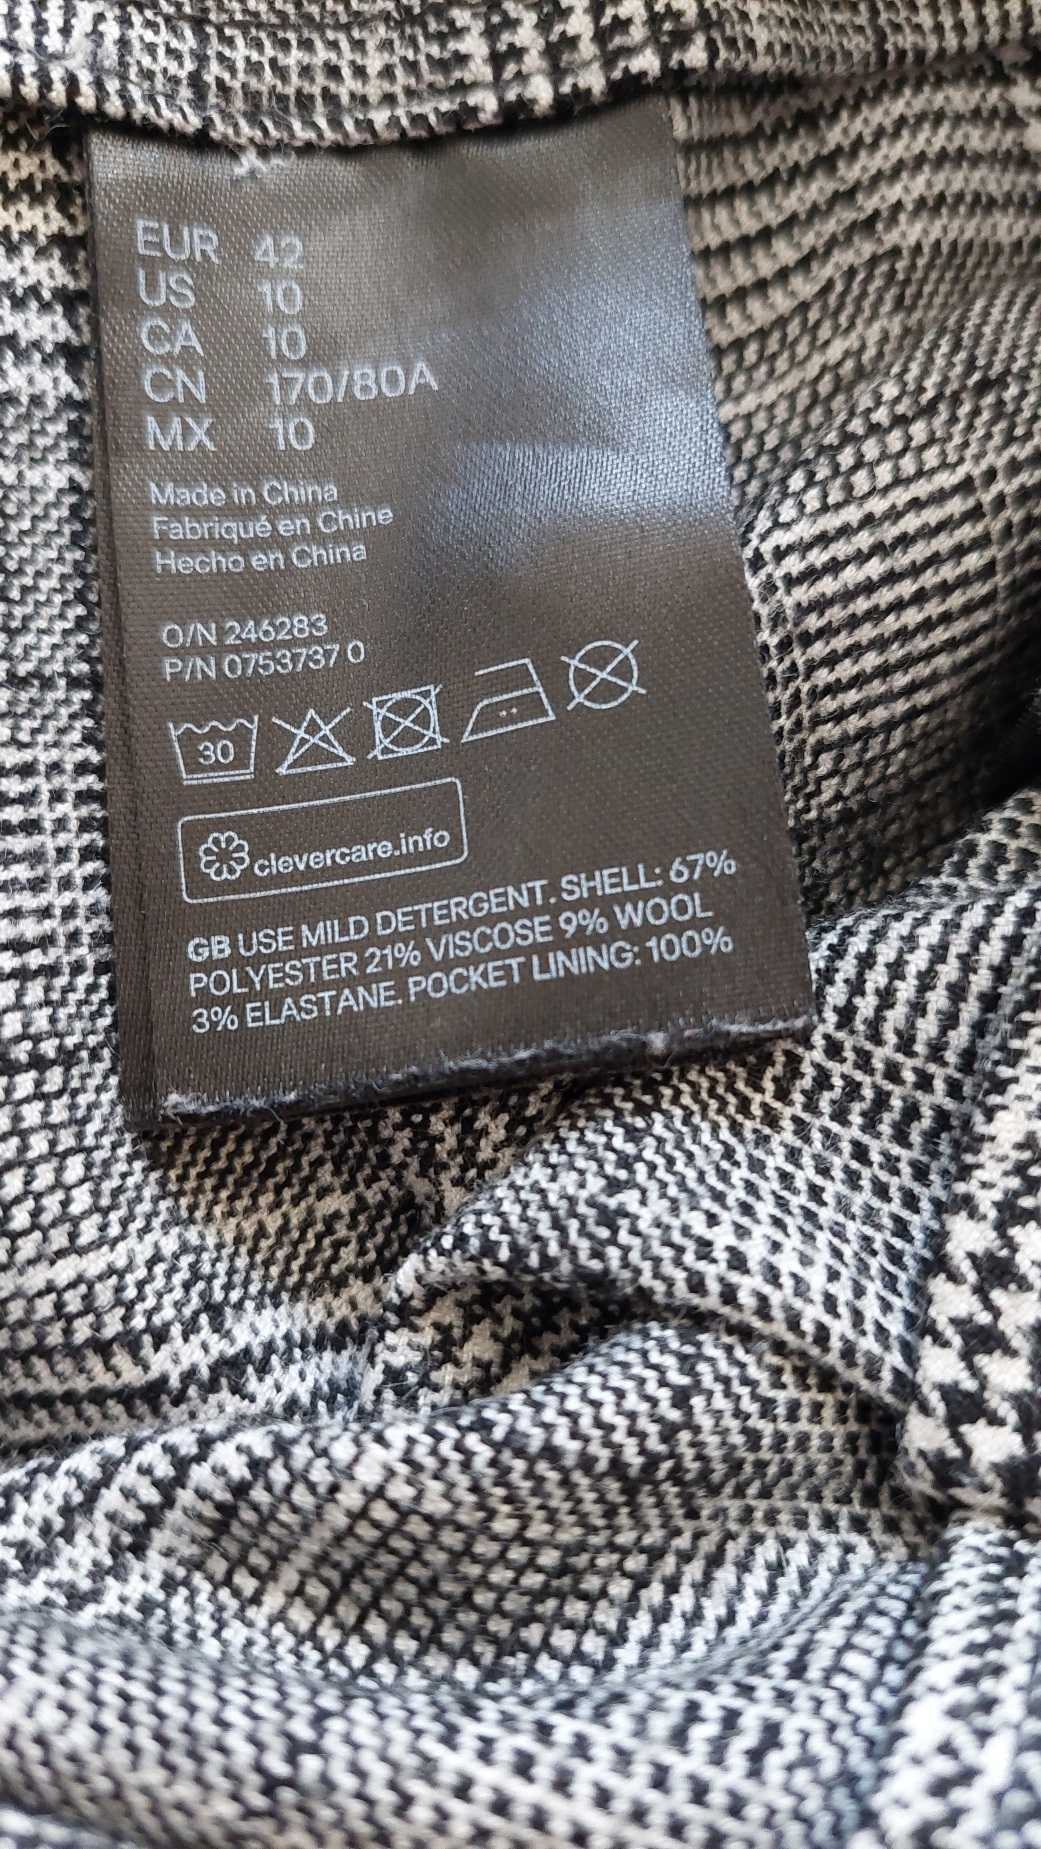 EUR 42
US 10
CA 10
CN 170/80A
MX 10
Made in China
Fabriqué en Chine
Hecho en China
O/N 246283
P/N 0753737 0
30
clevercare.info
GB USE MILD DETERGENT. SHELL: 67%
POLYESTER 21% VISCOSE 9% WOOL
3% ELASTANE. POCKET LINING: 100%